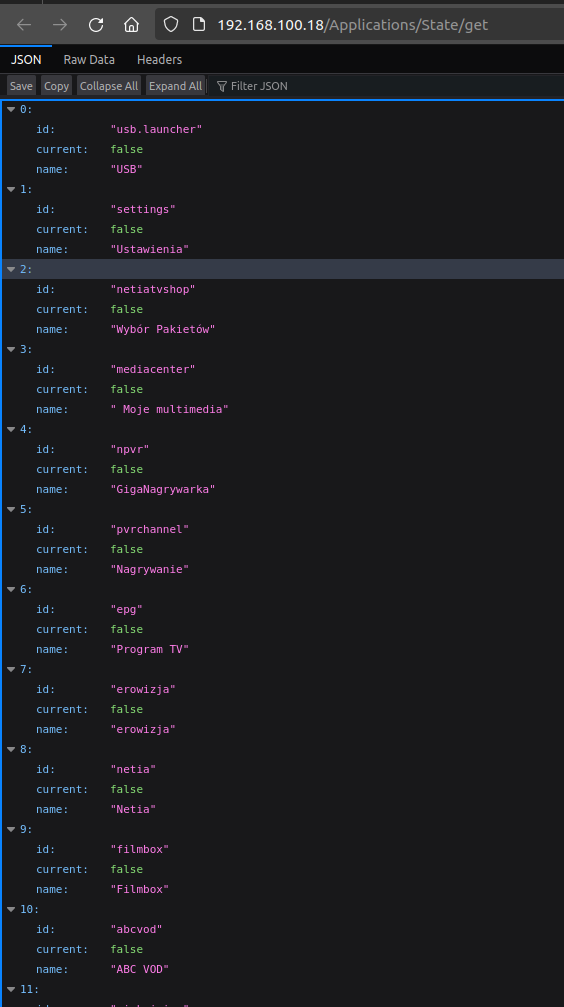 192.168.100.18/Applications/State/get
JSON Raw Data Headers
Save Copy Collapse All Expand All Filter JSON
0:
id: "usb.launcher"
current: false
name: "USB"
1:
id: "settings"
current: false
name: "Ustawienia"
2:
id: "netiatvshop"
current: false
name: "Wybór Pakietów"
3:
id: "mediacenter"
current: false
name: " Moje multimedia"
4:
id: "npvr"
current: false
name: "GigaNagrywarka"
5:
id: "pvrchannel"
current: false
name: "Nagrywanie"
6:
id: "epg"
current: false
name: "Program TV"
7:
id: "erowizja"
current: false
name: "erowizja"
8:
id: "netia"
current: false
name: "Netia"
9:
id: "filmbox"
current: false
name: "Filmbox"
10:
id: "abcvod"
current: false
name: "ABC VOD"
11: